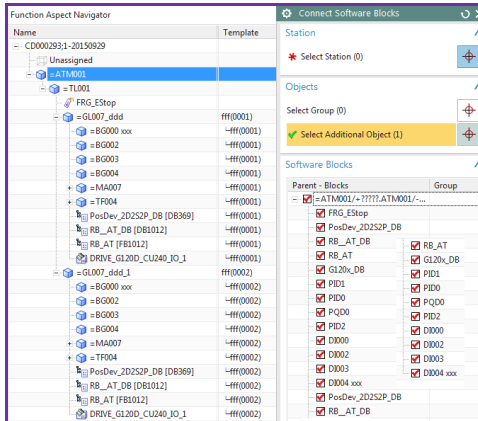 Function Aspect Navigator
Name Template
CD000293;1-20150929
Unassigned
=ATM001
=TL001
FRG_EStop
=GL007_ddd fff(0001)
=BG000 xxx fff(0001)
=BG002 fff(0001)
=BG003 fff(0001)
=BG004 fff(0001)
=MA007 fff(0001)
=TF004 fff(0001)
PosDev_2D2S2P_DB [DB369] fff(0001)
RB__AT_DB [DB1012] fff(0001)
RB_AT [FB1012] fff(0001)
DRIVE_G120D_CU240_IO_1 fff(0001)
=GL007_ddd_1 fff(0002)
=BG000 xxx fff(0002)
=BG002 fff(0002)
=BG003 fff(0002)
=BG004 fff(0002)
=MA007 fff(0002)
=TF004 fff(0002)
PosDev_2D2S2P_DB [DB369] fff(0002)
RB__AT_DB [DB1012] fff(0002)
RB_AT [FB1012] fff(0002)
DRIVE_G120D_CU240_IO_1 fff(0002)
Connect Software Blocks
Station
* Select Station (0)
Objects
Select Group (0)
Select Additional Object (1)
Software Blocks
Parent - Blocks Group
=ATM001/+?????.ATM001/-...
FRG_EStop
PosDev_2D2S2P_DB
RB__AT_DB
RB_AT
G120x_DB
PID1
PID0
PQD0
PID2
DI000
DI002
DI003
DI004 xxx
PosDev_2D2S2P_DB
RB__AT_DB
RB_AT
G120x_DB
PID1
PID0
PQD0
PID2
DI000
DI002
DI003
DI004 xxx